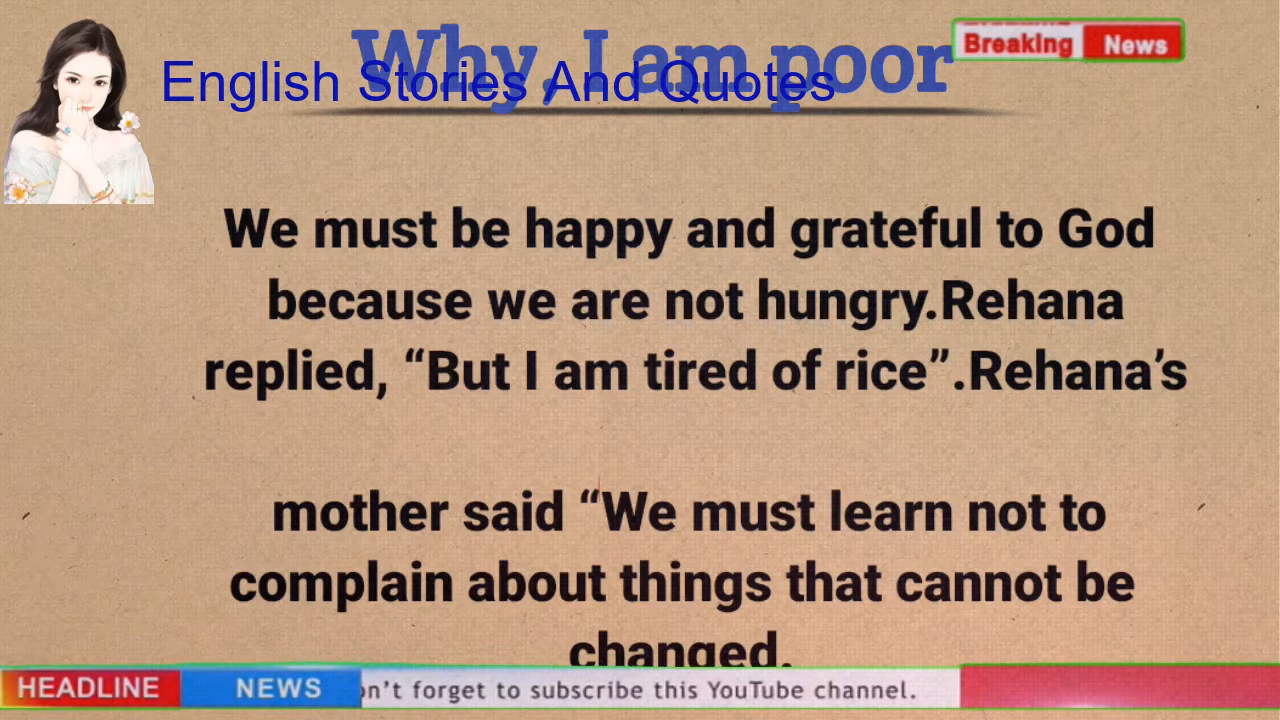 Why, I am poor
English Stories And Quotes
Breaking News
We must be happy and grateful to God
because we are not hungry.Rehana
replied, “But I am tired of rice”.Rehana’s
mother said “We must learn not to
complain about things that cannot be
changed.
HEADLINE NEWS on’t forget to subscribe this YouTube channel.